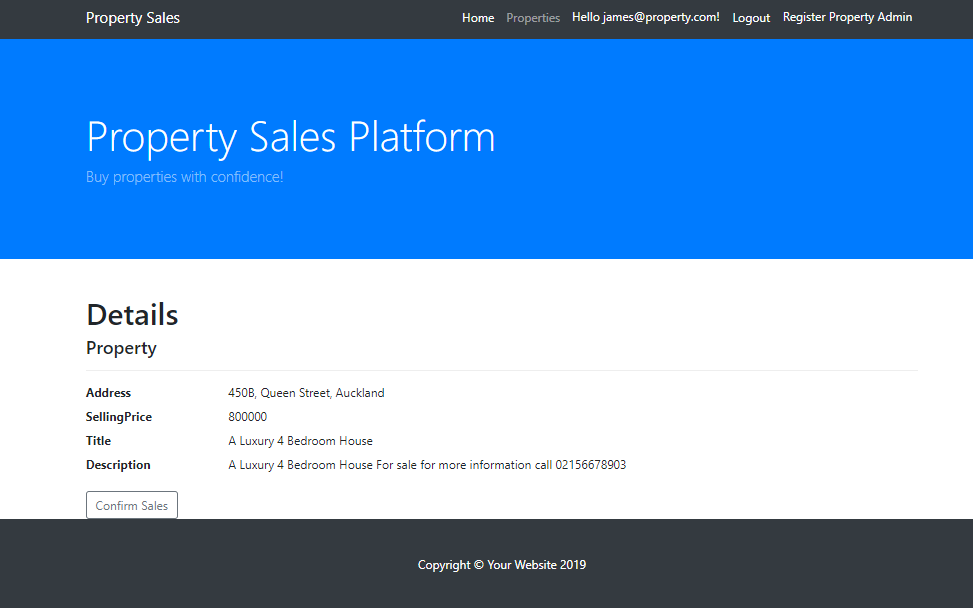 Property Sales Home Properties Hello james@property.com! Logout Register Property Admin
Property Sales Platform
Buy properties with confidence!
Details
Property
Address 450B, Queen Street, Auckland
SellingPrice 800000
Title A Luxury 4 Bedroom House
Description A Luxury 4 Bedroom House For sale for more information call 02156678903
Confirm Sales
Copyright © Your Website 2019